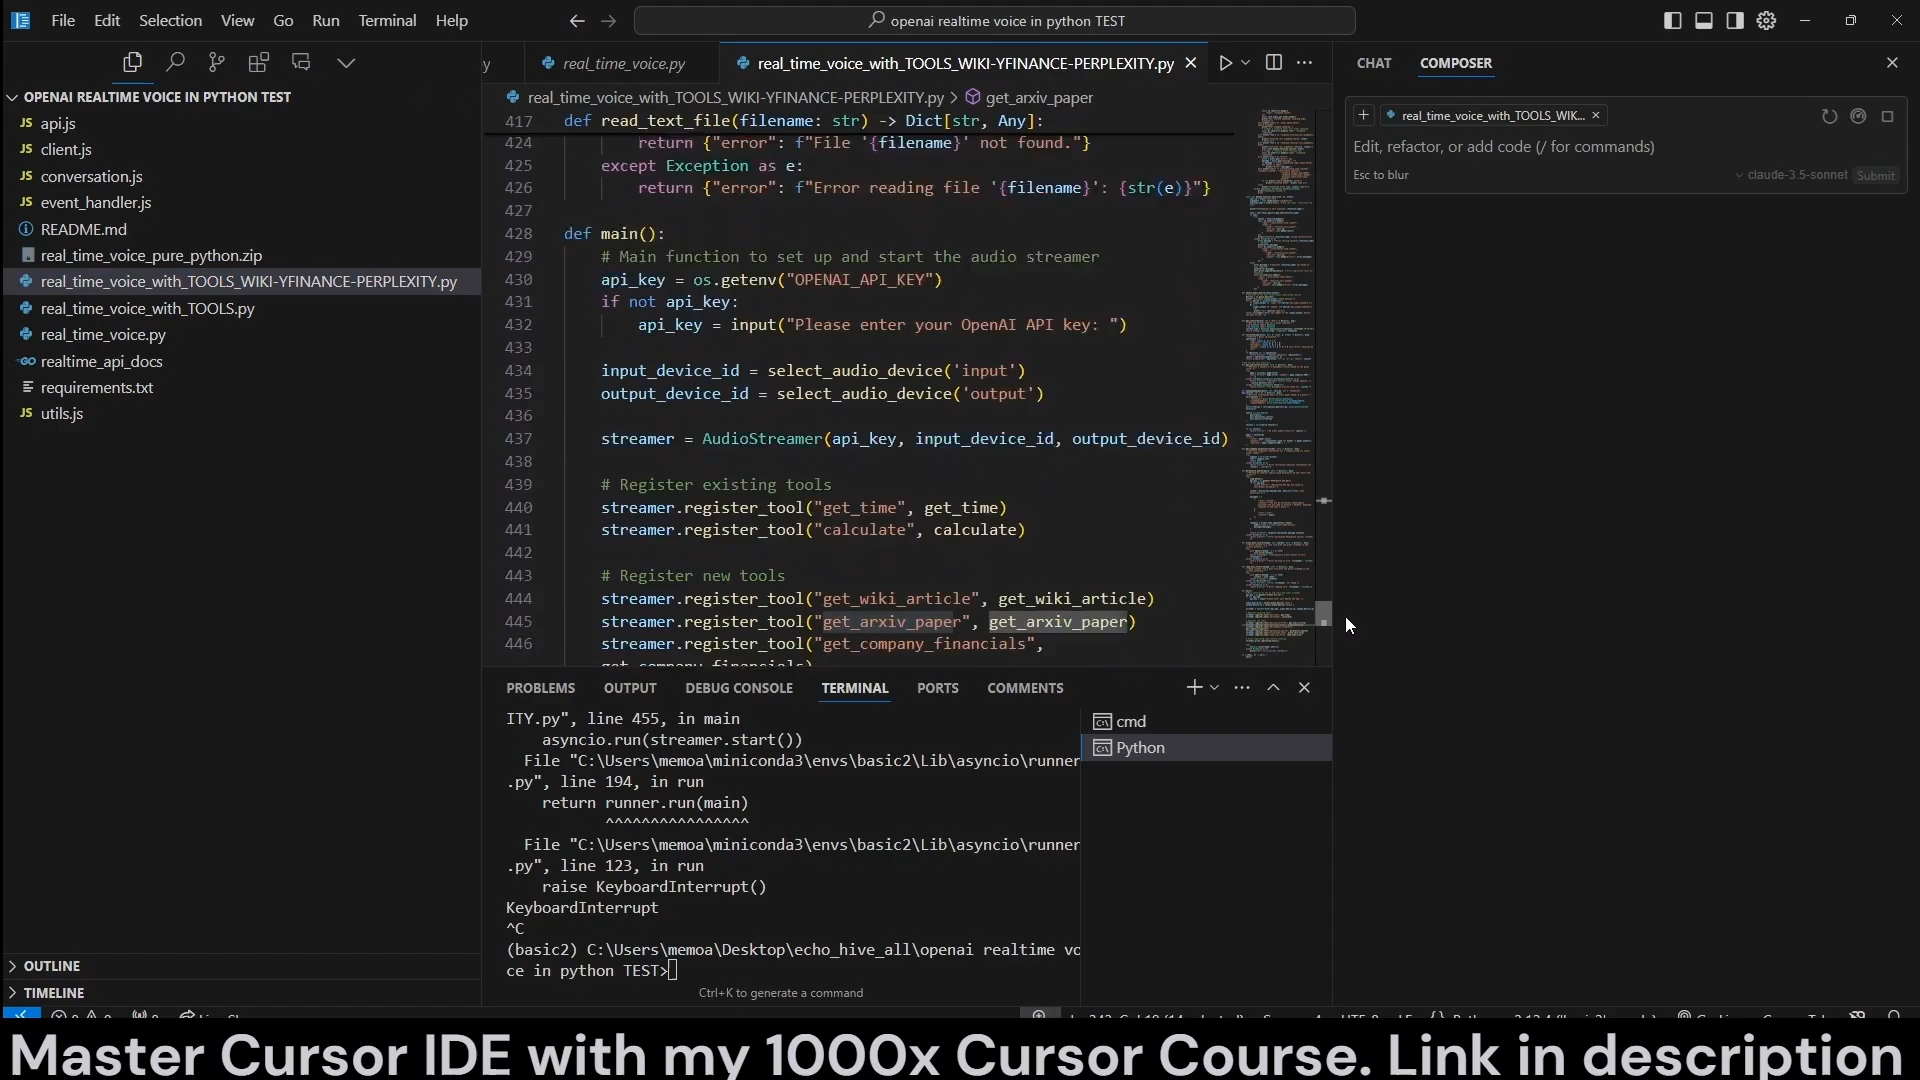 File Edit Selection View Go Run Terminal Help
openai realtime voice in python TEST
y
real_time_voice.py
real_time_voice_with_TOOLS_WIKI-YFINANCE-PERPLEXITY.py
real_time_voice_with_TOOLS_WIKI-YFINANCE-PERPLEXITY.py > get_arxiv_paper
OPENAI REALTIME VOICE IN PYTHON TEST
JS api.js
JS client.js
JS conversation.js
JS event_handler.js
README.md
real_time_voice_pure_python.zip
real_time_voice_with_TOOLS_WIKI-YFINANCE-PERPLEXITY.py
real_time_voice_with_TOOLS.py
real_time_voice.py
GO realtime_api_docs
requirements.txt
JS utils.js
OUTLINE
TIMELINE
417 def read_text_file(filename: str) -> Dict[str, Any]:
424 return {"error": f"File '{filename}' not found."}
425 except Exception as e:
426 return {"error": f"Error reading file '{filename}': {str(e)}"}
427
428 def main():
429 # Main function to set up and start the audio streamer
430 api_key = os.getenv("OPENAI_API_KEY")
431 if not api_key:
432 api_key = input("Please enter your OpenAI API key: ")
433
434 input_device_id = select_audio_device('input')
435 output_device_id = select_audio_device('output')
436
437 streamer = AudioStreamer(api_key, input_device_id, output_device_id)
438
439 # Register existing tools
440 streamer.register_tool("get_time", get_time)
441 streamer.register_tool("calculate", calculate)
442
443 # Register new tools
444 streamer.register_tool("get_wiki_article", get_wiki_article)
445 streamer.register_tool("get_arxiv_paper", get_arxiv_paper)
446 streamer.register_tool("get_company_financials",
get_company_financials)
PROBLEMS OUTPUT DEBUG CONSOLE TERMINAL PORTS COMMENTS
ITY.py", line 455, in main
asyncio.run(streamer.start())
File "C:\Users\memoa\miniconda3\envs\basic2\Lib\asyncio\runner
.py", line 194, in run
return runner.run(main)
^^^^^^^^^^^^^^^^
File "C:\Users\memoa\miniconda3\envs\basic2\Lib\asyncio\runner
.py", line 123, in run
raise KeyboardInterrupt()
KeyboardInterrupt
^C
(basic2) C:\Users\memoa\Desktop\echo_hive_all\openai realtime vo
ce in python TEST>
Ctrl+K to generate a command
cmd
Python
CHAT COMPOSER
real_time_voice_with_TOOLS_WIK...
Edit, refactor, or add code (/ for commands)
Esc to blur
claude-3.5-sonnet Submit
Master Cursor IDE with my 1000x Cursor Course. Link in description